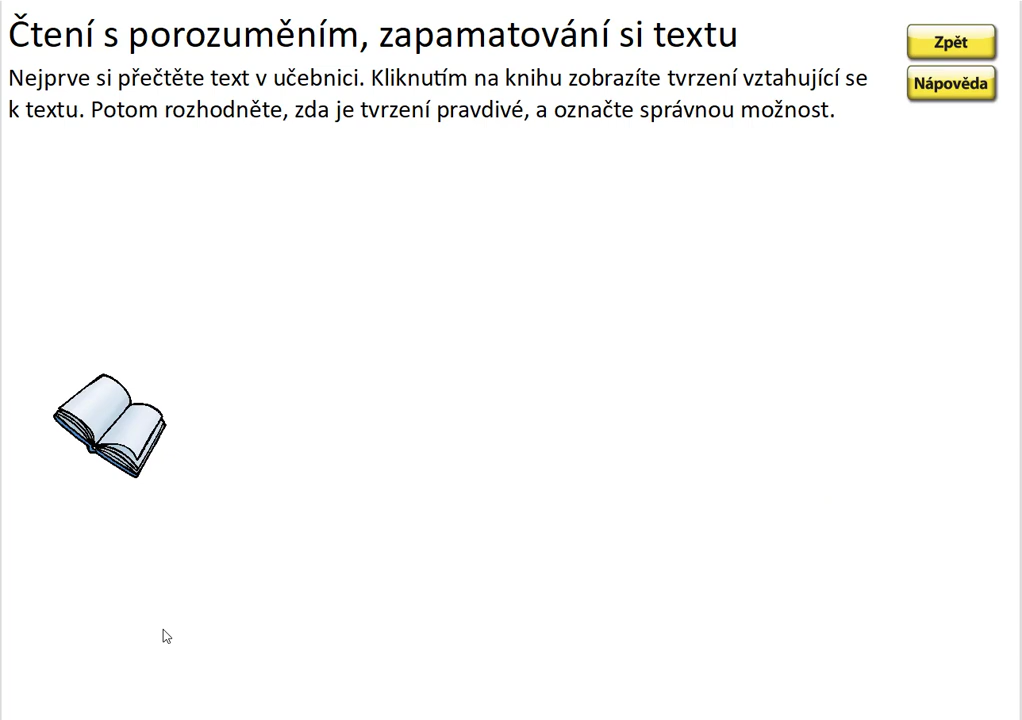 Čtení s porozuměním, zapamatování si textu
Nejprve si přečtěte text v učebnici. Kliknutím na knihu zobrazíte tvrzení vztahující se
k textu. Potom rozhodněte, zda je tvrzení pravdivé, a označte správnou možnost.
Zpět
Nápověda